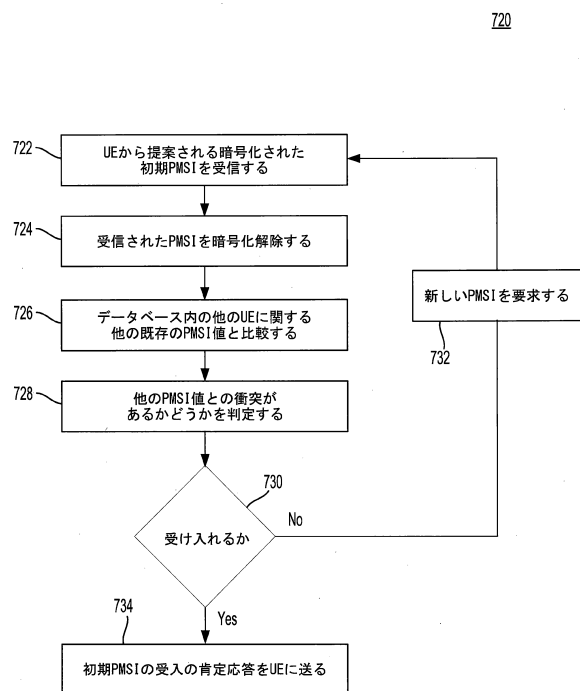 720
722
UEから提案される暗号化された
初期PMSIを受信する
724
受信されたPMSIを暗号化解除する
726
データベース内の他のUEに関する
他の既存のPMSI値と比較する
新しいPMSIを要求する
732
728
他のPMSI値との衝突が
あるかどうかを判定する
730
受け入れるか
No
Yes
734
初期PMSIの受入の肯定応答をUEに送る